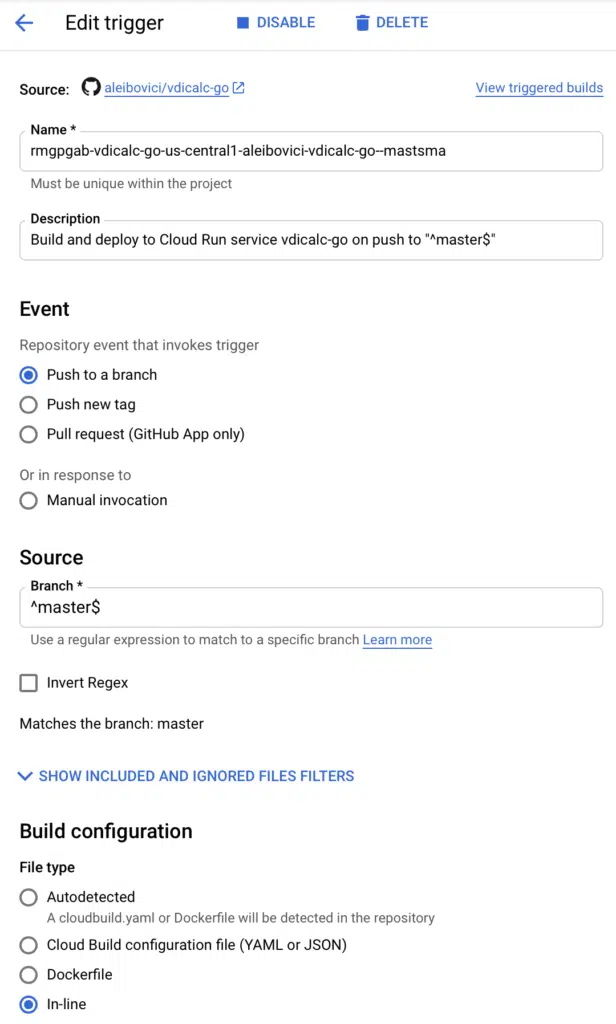 Edit trigger DISABLE DELETE
Source: aleibovici/vdicalc-go View triggered builds
Name *
rmgpgab-vdicalc-go-us-central1-aleibovici-vdicalc-go--mastsma
Must be unique within the project
Description
Build and deploy to Cloud Run service vdicalc-go on push to "^master$"
Event
Repository event that invokes trigger
Push to a branch
Push new tag
Pull request (GitHub App only)
Or in response to
Manual invocation
Source
Branch *
^master$
Use a regular expression to match to a specific branch Learn more
Invert Regex
Matches the branch: master
SHOW INCLUDED AND IGNORED FILES FILTERS
Build configuration
File type
Autodetected
A cloudbuild.yaml or Dockerfile will be detected in the repository
Cloud Build configuration file (YAML or JSON)
Dockerfile
In-line